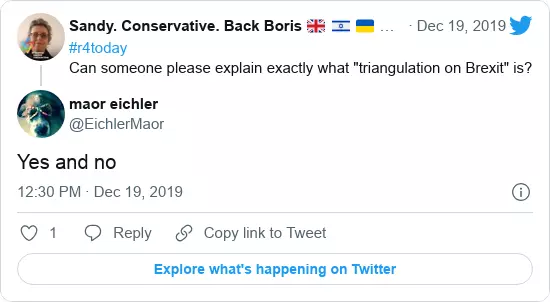 Sandy. Conservative. Back Boris 🇬🇧 🇮🇱 🇺🇦 ... · Dec 19, 2019
#r4today
Can someone please explain exactly what "triangulation on Brexit" is?
maor eichler
@EichlerMaor
Yes and no
12:30 PM · Dec 19, 2019
1 Reply Copy link to Tweet
Explore what's happening on Twitter